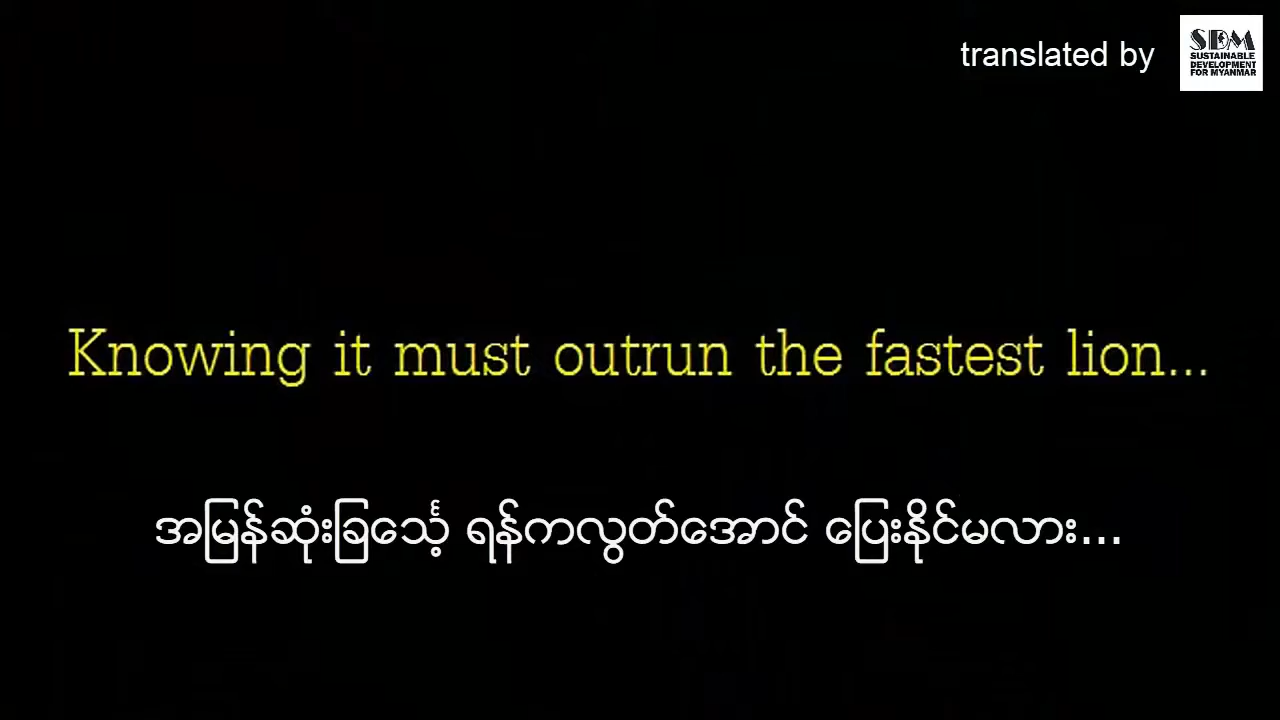 translated by
SDM
SUSTAINABLE
DEVELOPMENT
FOR MYANMAR
Knowing it must outrun the fastest lion...
အမြန်ဆုံးခြင်္သေ့ ရန်ကလွတ်အောင် ပြေးနိုင်မလား...